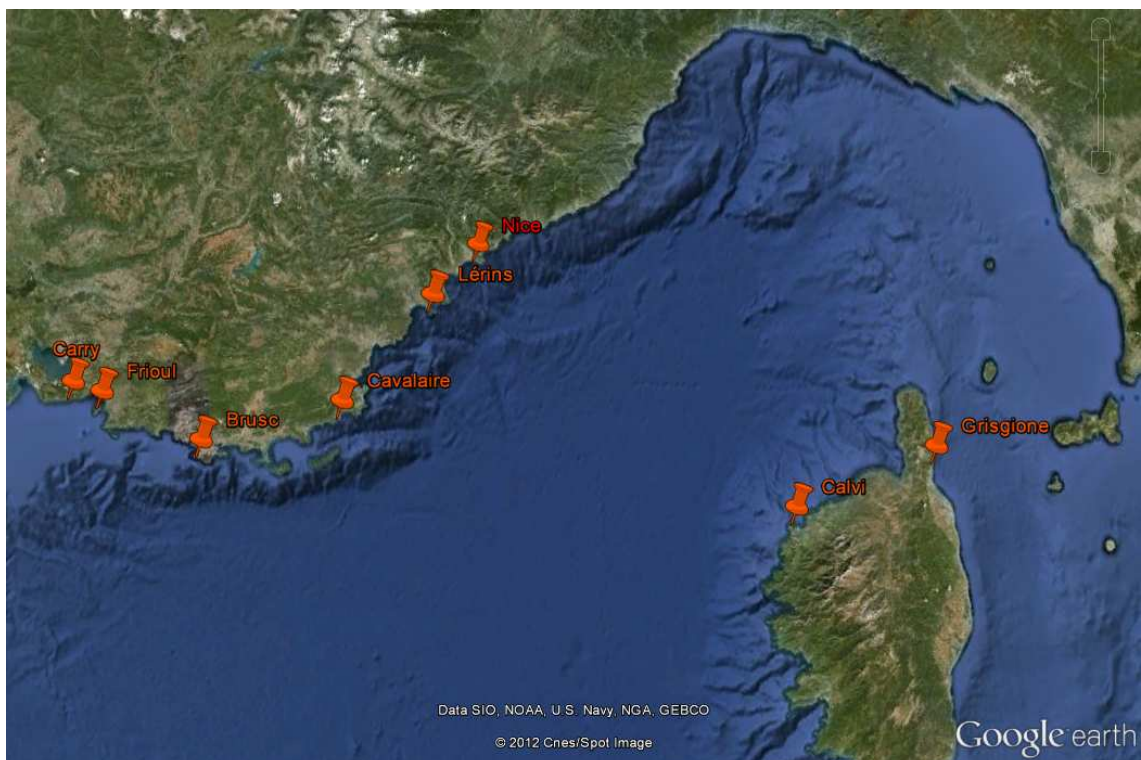 Nice
Lérins
Carry
Frioul
Cavalaire
Brusc
Grisgione
Calvi
Data SIO, NOAA, U.S. Navy, NGA, GEBCO
© 2012 Cnes/Spot Image
Google earth